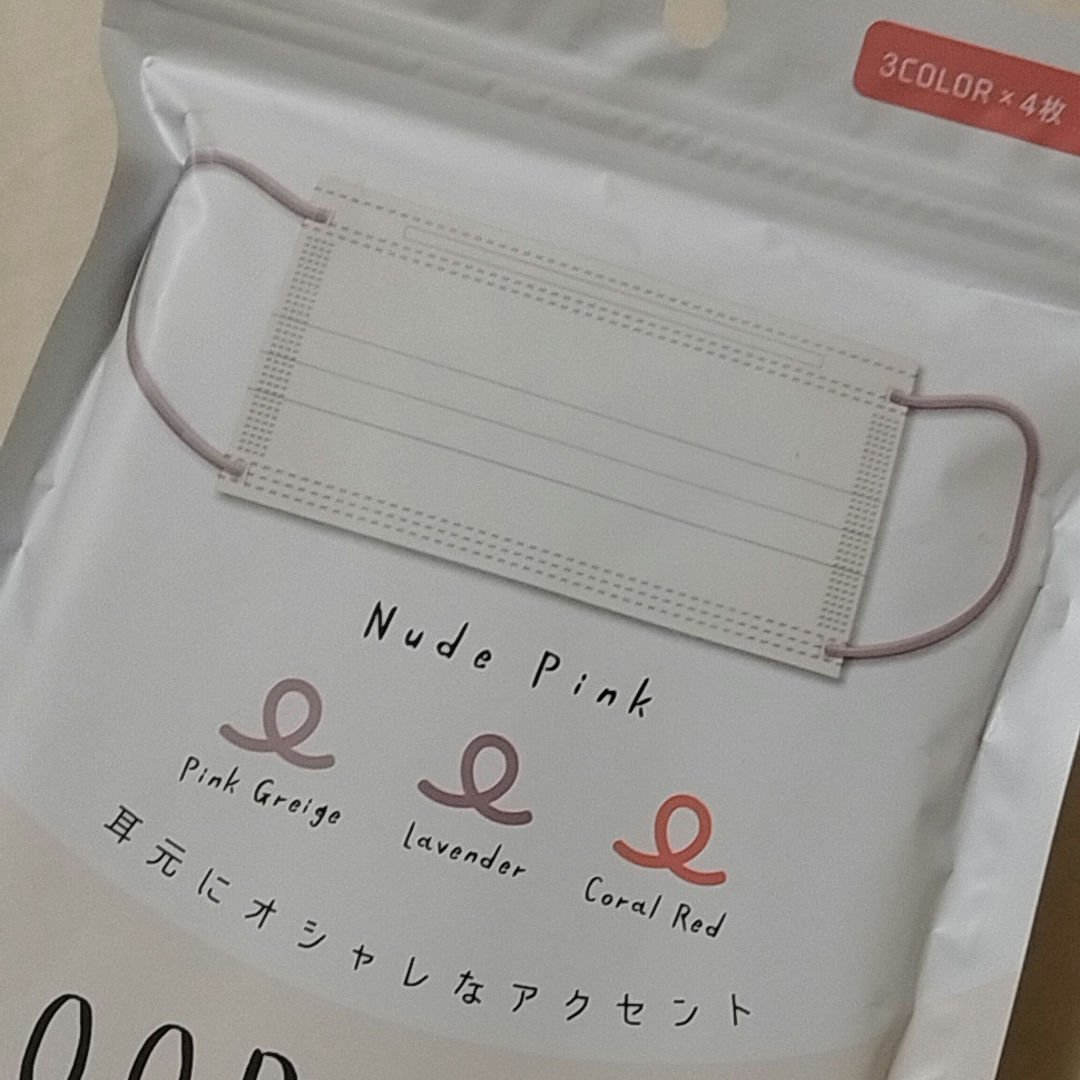 3COLOR × 4枚
Nude Pink
Pink Greige
Lavender
Coral Red
耳元にオシャレなアクセント